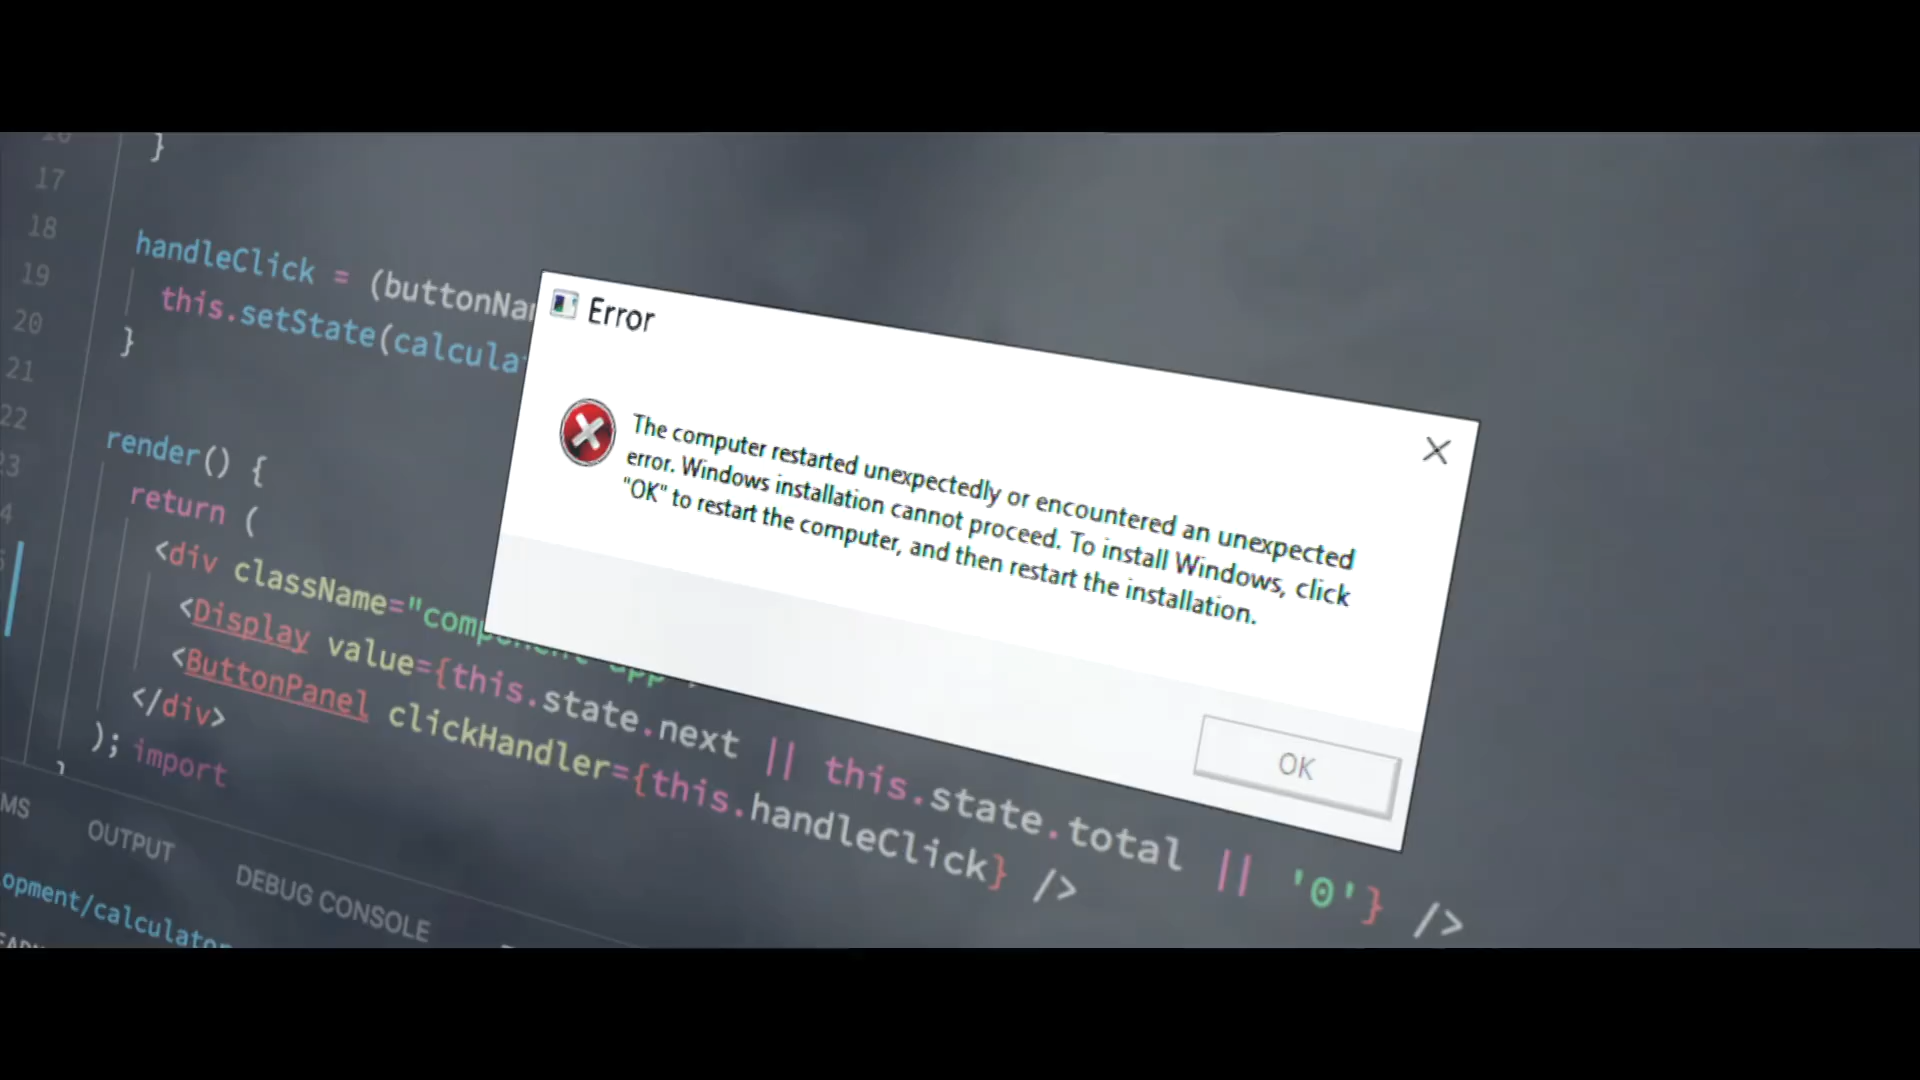 }
17
18
handleClick = (buttonNa
19
this.setState(calcula
20
}
21
22
render() {
return (
<div className="component-app"
<Display value={this.state.next || this.state.total || '0'} />
<ButtonPanel clickHandler={this.handleClick} />
</div>
); import
}
OUTPUT
DEBUG CONSOLE
opment/calculator
Error
The computer restarted unexpectedly or encountered an unexpected
error. Windows installation cannot proceed. To install Windows, click
"OK" to restart the computer, and then restart the installation.
OK